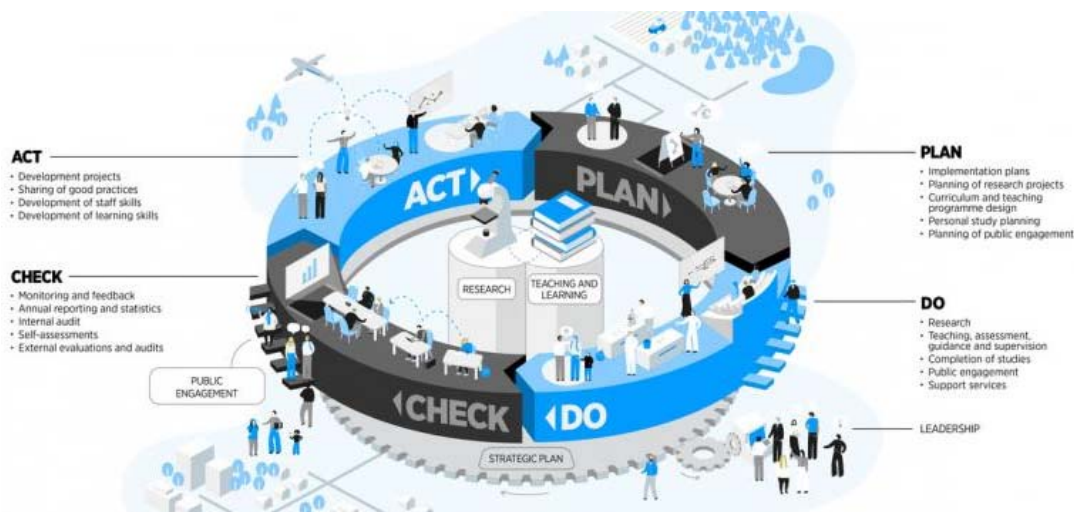 ACT
• Development projects
• Sharing of good practices
• Development of staff skills
• Development of learning skills
CHECK
• Monitoring and feedback
• Annual reporting and statistics
• Internal audit
• Self-assessments
• External evaluations and audits
PUBLIC
ENGAGEMENT
ACT
PLAN
RESEARCH
TEACHING AND
LEARNING
CHECK
DO
STRATEGIC PLAN
PLAN
• Implementation plans
• Planning of research projects
• Curriculum and teaching
programme design
• Personal study planning
• Planning of public engagement
DO
• Research
• Teaching, assessment,
guidance and supervision
• Completion of studies
• Public engagement
• Support services
LEADERSHIP